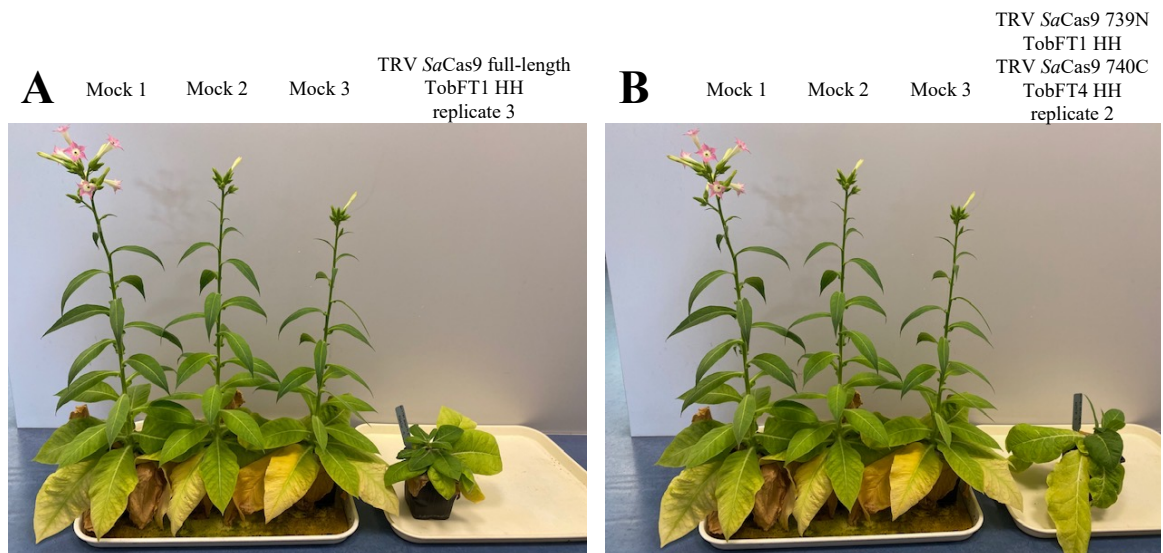 A
Mock 1
Mock 2
Mock 3
TRV SaCas9 full-length
TobFT1 HH
replicate 3
B
Mock 1
Mock 2
Mock 3
TRV SaCas9 739N
TobFT1 HH
TRV SaCas9 740C
TobFT4 HH
replicate 2